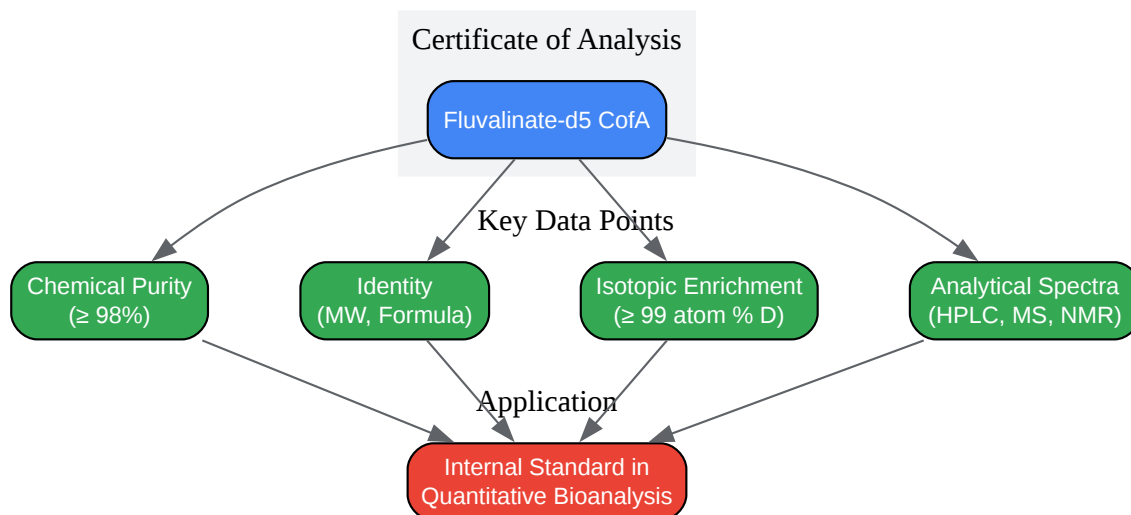 Certificate of Analysis
Fluvalinate-d5 CofA
Key Data Points
Chemical Purity
(≥ 98%)
Identity
(MW, Formula)
Isotopic Enrichment
(≥ 99 atom % D)
Analytical Spectra
(HPLC, MS, NMR)
Application
Internal Standard in
Quantitative Bioanalysis